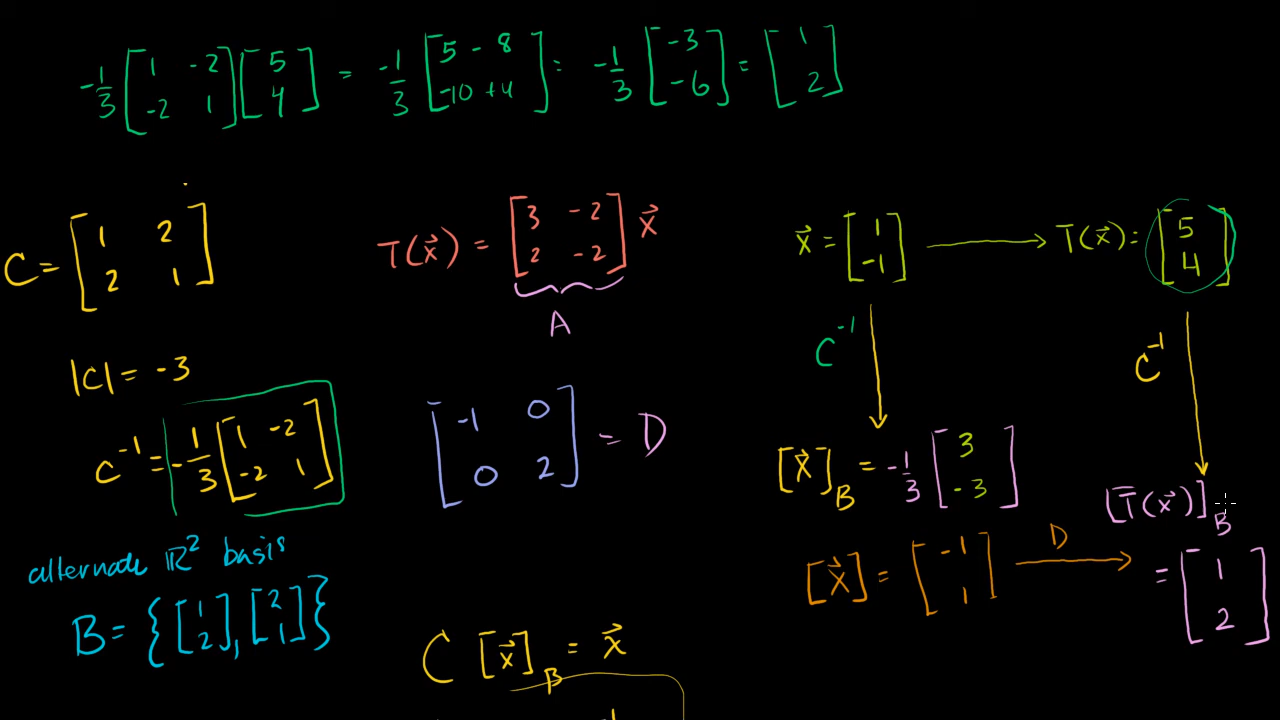 -1/3 [1 -2; -2 1] [5; 4] = -1/3 [5 - 8; -10 + 4] = -1/3 [-3; -6] = [1; 2]
C = [1 2; 2 1]
|C| = -3
C⁻¹ = -1/3 [1 -2; -2 1]
alternate ℝ² basis
B = {[1; 2], [2; 1]}
T(x⃗) = [3 -2; 2 -2] x⃗
A
[-1 0; 0 2] = D
C [x⃗]_B = x⃗
x⃗ = [1; -1] → T(x⃗) = [5; 4]
C⁻¹
C⁻¹
[x⃗]_B = -1/3 [3; -3]
[T(x⃗)]_B
[x⃗] = [-1; 1]
D
= [1; 2]